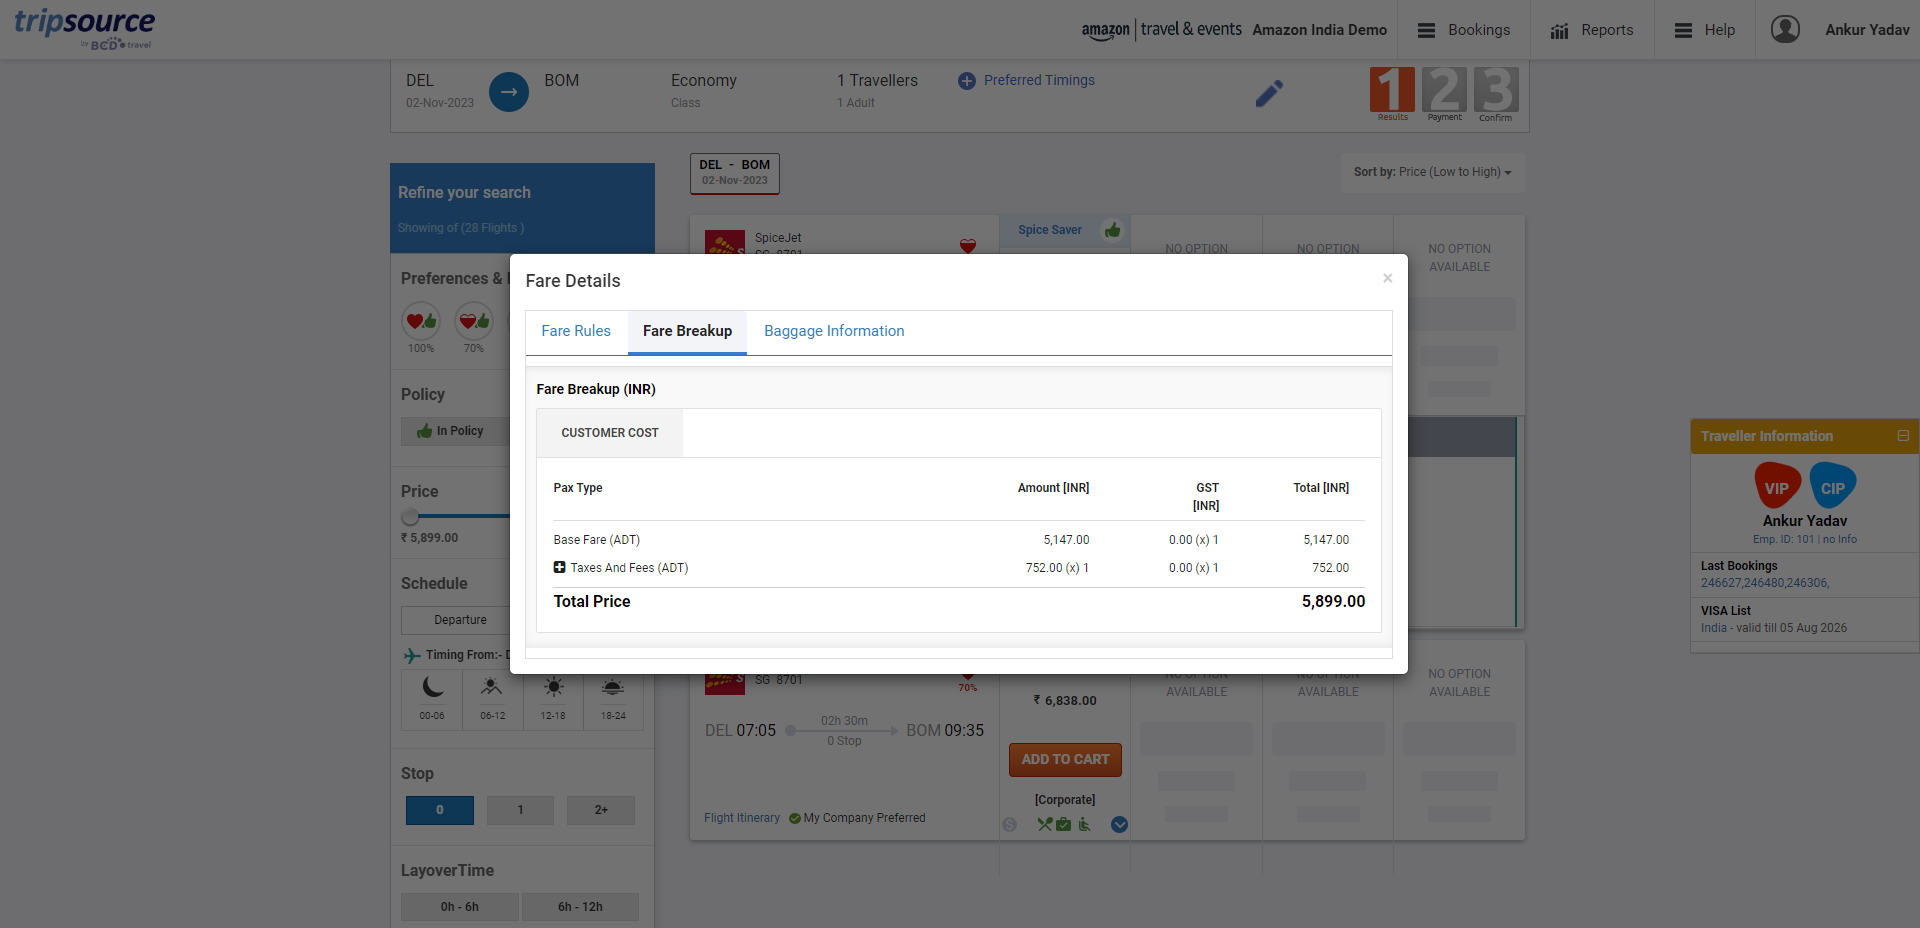 tripsource
by BCD travel
amazon | travel & events Amazon India Demo
Bookings
Reports
Help
Ankur Yadav
DEL
02-Nov-2023
BOM
Economy
Class
1 Travellers
1 Adult
Preferred Timings
1 2 3
Results Payment Confirm
Refine your search
Showing of (28 Flights )
DEL - BOM
02-Nov-2023
Sort by: Price (Low to High)
SpiceJet
Spice Saver
NO OPTION
AVAILABLE
NO OPTION
NO OPTION
Preferences &
100%
70%
Policy
In Policy
Price
₹ 5,899.00
Schedule
Departure
Timing From:-
00-06
06-12
12-18
18-24
Stop
0
1
2+
LayoverTime
0h - 6h
6h - 12h
Fare Details
×
Fare Rules
Fare Breakup
Baggage Information
Fare Breakup (INR)
CUSTOMER COST
Pax Type Amount [INR] GST [INR] Total [INR]
Base Fare (ADT) 5,147.00 0.00 (x) 1 5,147.00
Taxes And Fees (ADT) 752.00 (x) 1 0.00 (x) 1 752.00
Total Price 5,899.00
SG 8701
70%
DEL 07:05
02h 30m
0 Stop
BOM 09:35
Flight Itinerary
My Company Preferred
₹ 6,838.00
ADD TO CART
[Corporate]
NO OPTION
AVAILABLE
AVAILABLE
AVAILABLE
Traveller Information
VIP CIP
Ankur Yadav
Emp. ID: 101 | no Info
Last Bookings
246627,246480,246306,
VISA List
India - valid till 05 Aug 2026